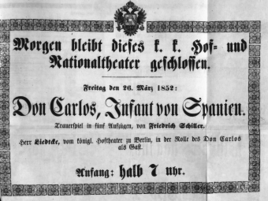 Morgen bleibt dieses k. k. Hof- und
Nationaltheater geschlossen.
Freitag den 26. März 1852:
Don Carlos, Infant von Spanien.
Trauerspiel in fünf Aufzügen, von Friedrich Schiller.
Herr Liedecke, vom königl. Hoftheater zu Berlin, in der Rolle des Don Carlos
als Gast.
Anfang: halb 7 Uhr.